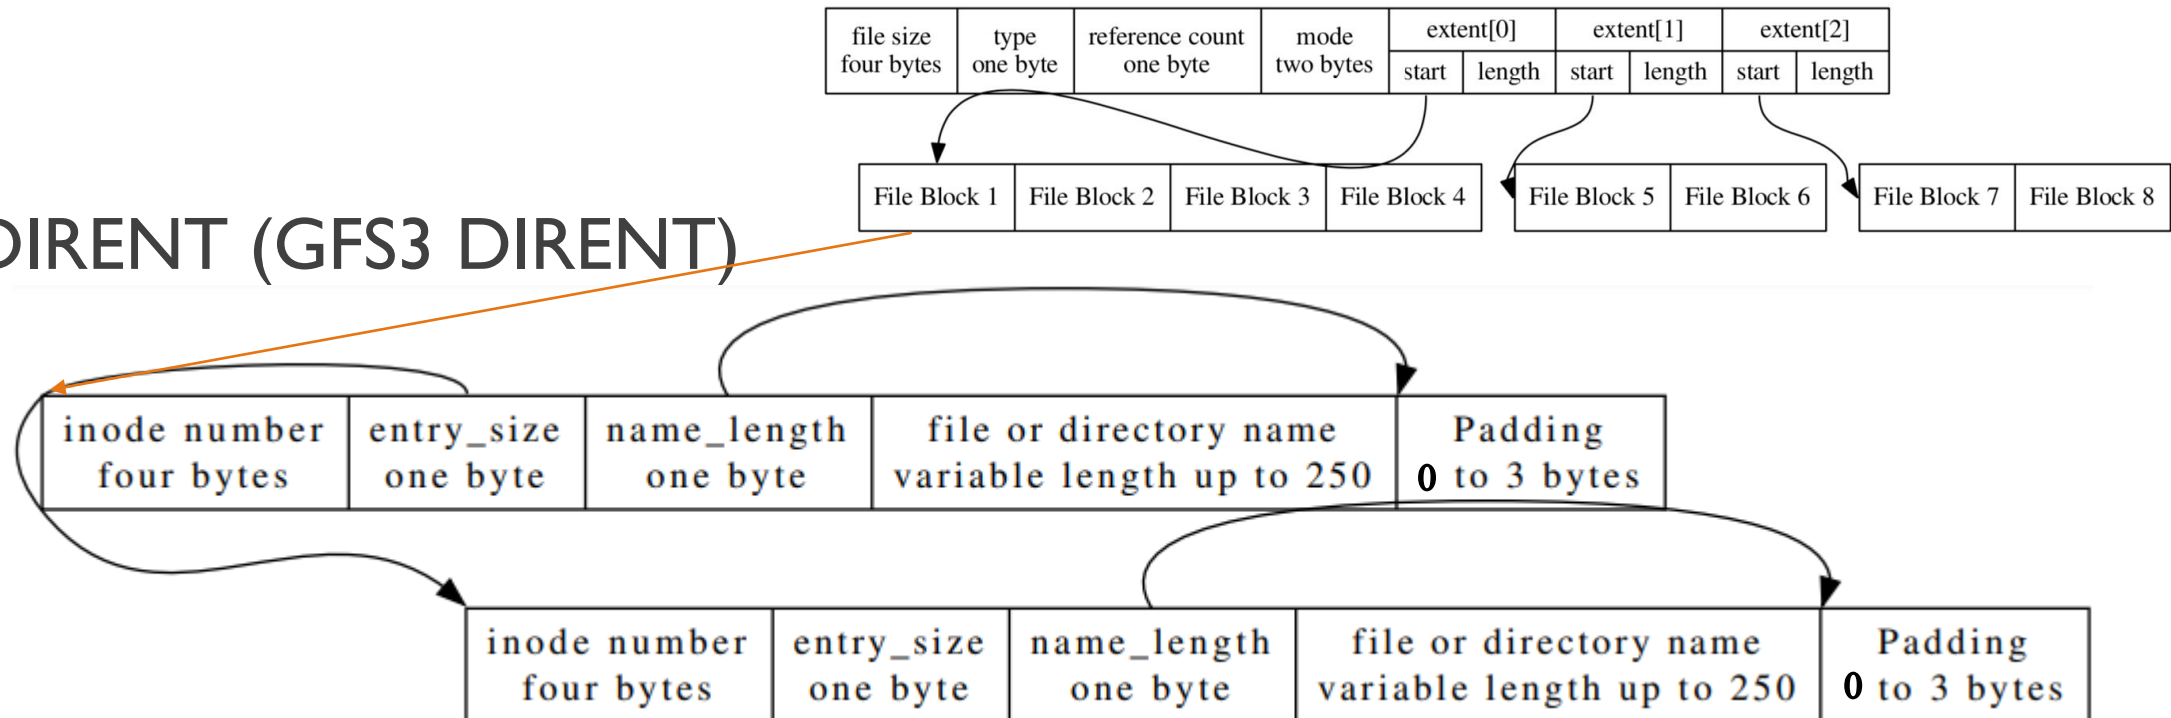 file size
four bytes
type
one byte
reference count
one byte
mode
two bytes
extent[0]
start
length
extent[1]
start
length
extent[2]
start
length
File Block 1
File Block 2
File Block 3
File Block 4
File Block 5
File Block 6
File Block 7
File Block 8
DIRENT (GFS3 DIRENT)
inode number
four bytes
entry_size
one byte
name_length
one byte
file or directory name
variable length up to 250
Padding
0 to 3 bytes
inode number
four bytes
entry_size
one byte
name_length
one byte
file or directory name
variable length up to 250
Padding
0 to 3 bytes